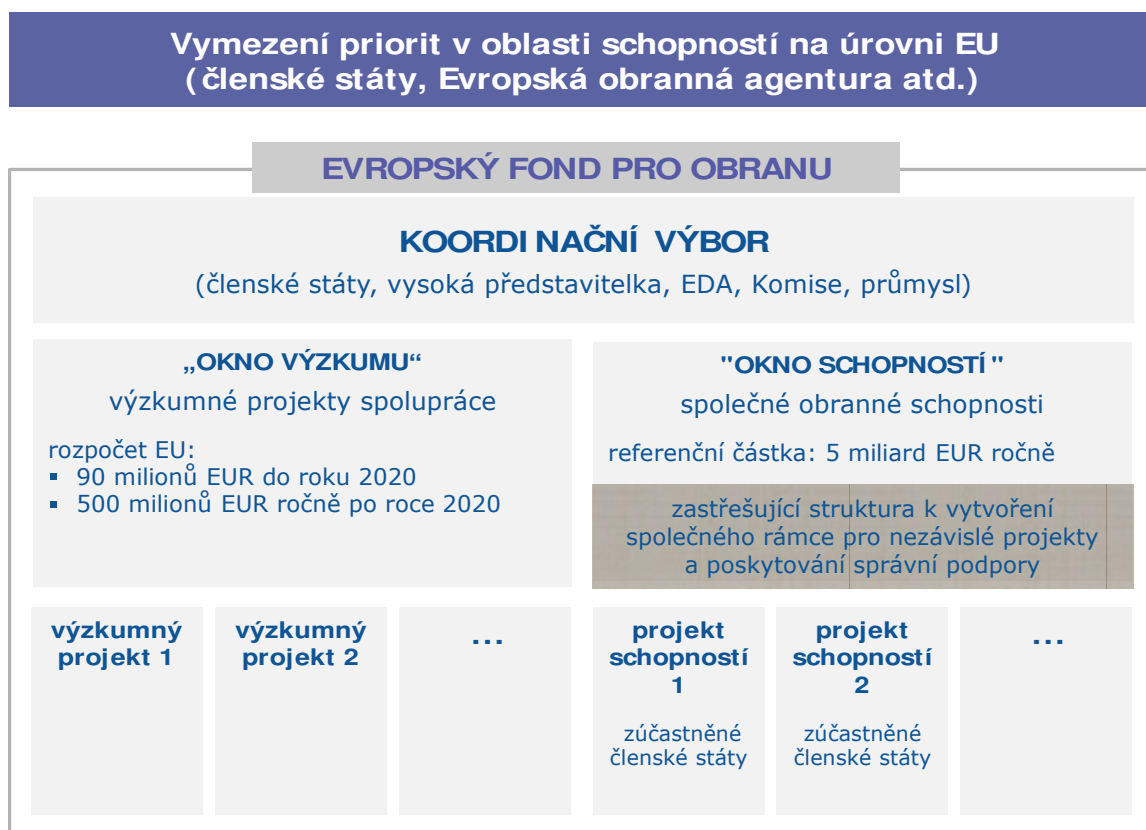 Vymezení priorit v oblasti schopností na úrovni EU
(členské státy, Evropská obranná agentura atd.)
EVROPSKÝ FOND PRO OBRANU
KOORDI NAČNÍ VÝBOR
(členské státy, vysoká představitelka, EDA, Komise, průmysl)
„OKNO VÝZKUMU“
výzkumné projekty spolupráce
rozpočet EU:
▪ 90 milionů EUR do roku 2020
▪ 500 milionů EUR ročně po roce 2020
"OKNO SCHOPNOSTÍ "
společné obranné schopnosti
referenční částka: 5 miliard EUR ročně
zastřešující struktura k vytvoření
společného rámce pro nezávislé projekty
a poskytování správní podpory
výzkumný
projekt 1
výzkumný
projekt 2
...
projekt
schopností
1
zúčastněné
členské státy
projekt
schopností
2
zúčastněné
členské státy
...